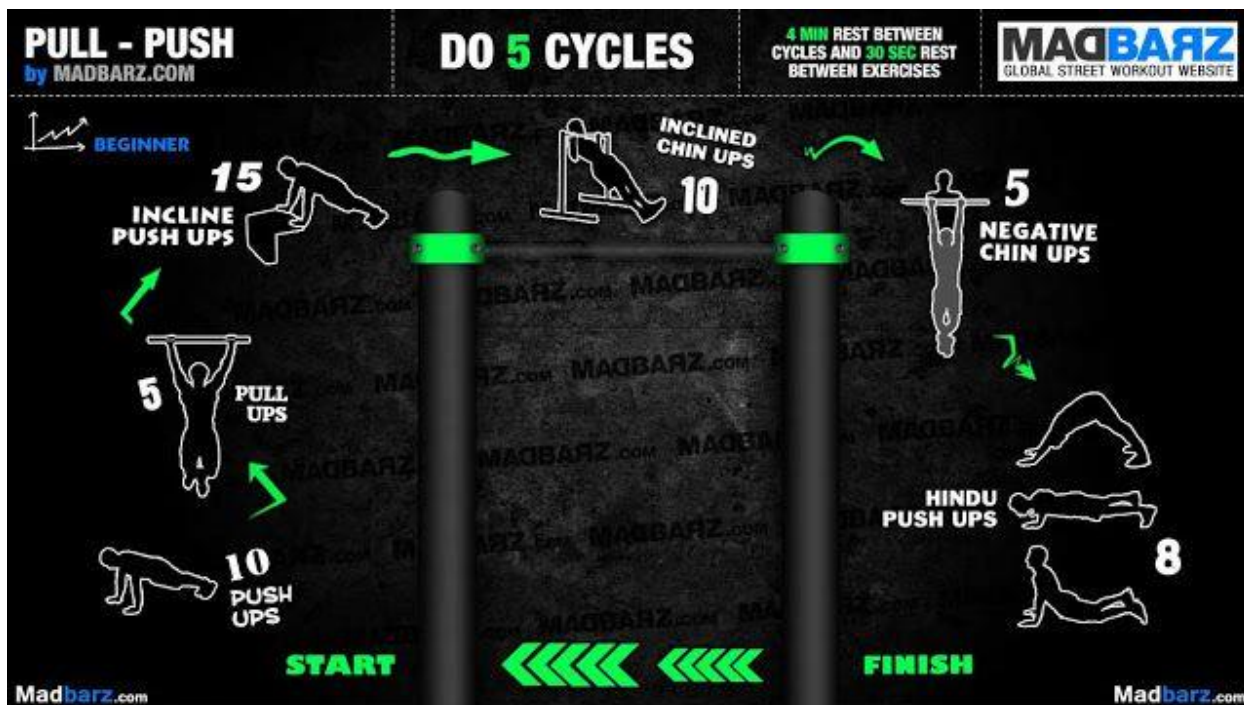 PULL - PUSH
by MADBARZ.COM
DO 5 CYCLES
4 MIN REST BETWEEN
CYCLES AND 30 SEC REST
BETWEEN EXERCISES
MADBARZ
GLOBAL STREET WORKOUT WEBSITE
BEGINNER
15
INCLINE
PUSH UPS
INCLINED
CHIN UPS
10
5
NEGATIVE
CHIN UPS
5
PULL
UPS
HINDU
PUSH UPS
8
10
PUSH
UPS
START
FINISH
Madbarz.com
Madbarz.com